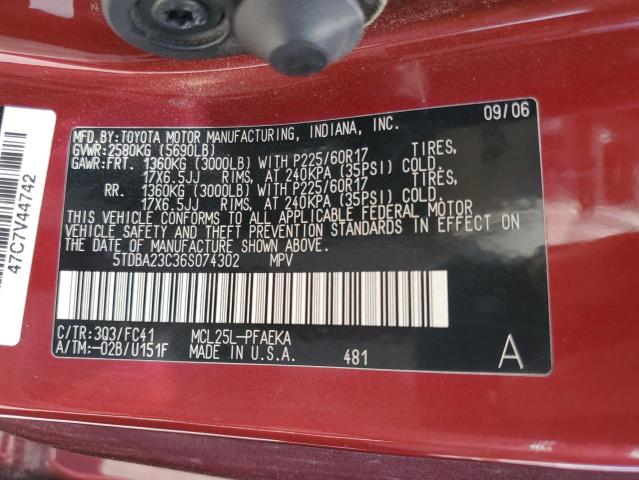 09/06
MFD.BY:TOYOTA MOTOR MANUFACTURING, INDIANA, INC.
GVWR:2580KG (5690LB)
GAWR:FRT. 1360KG (3000LB) WITH P225/60R17 TIRES,
17X6.5JJ RIMS, AT 240KPA (35PSI) COLD.
RR. 1360KG (3000LB) WITH P225/60R17 TIRES,
17X6.5JJ RIMS, AT 240KPA (35PSI) COLD.
THIS VEHICLE CONFORMS TO ALL APPLICABLE FEDERAL MOTOR
VEHICLE SAFETY AND THEFT PREVENTION STANDARDS IN EFFECT ON
THE DATE OF MANUFACTURE SHOWN ABOVE.
5TDBA23C36S074302 MPV
C/TR:3Q3/FC41 MCL25L-PFAEKA
A/TM:-02B/U151F MADE IN U.S.A. 481
A
47C7V44742